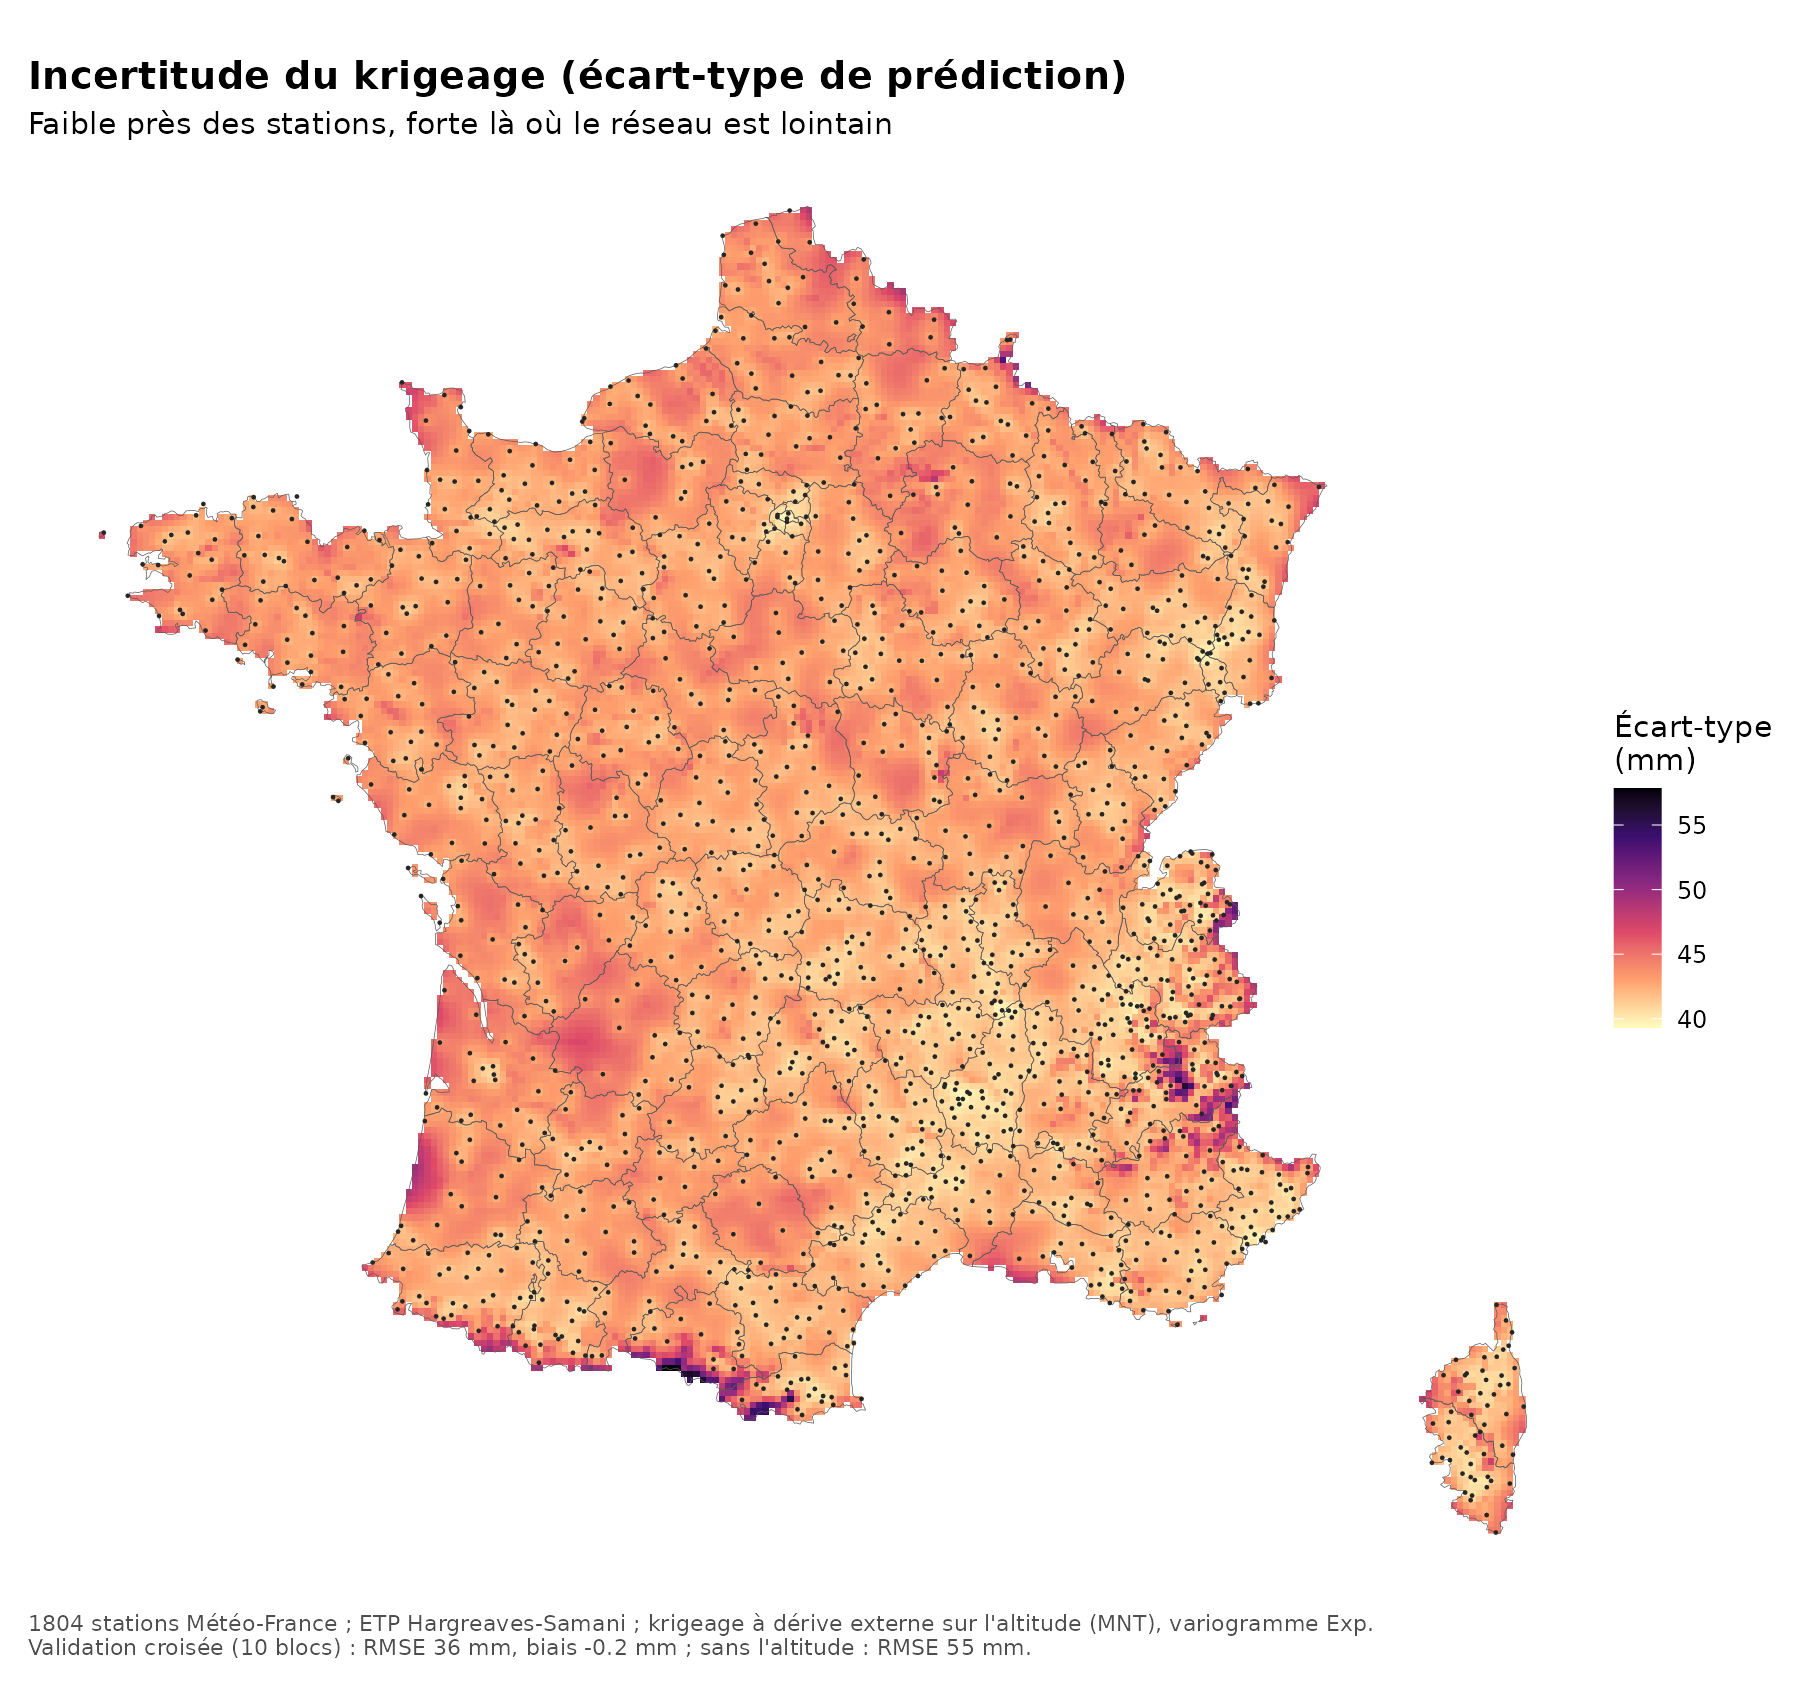 Incertitude du krigeage (écart-type de prédiction)
Faible près des stations, forte là où le réseau est lointain
Écart-type
(mm)
55
50
45
40
1804 stations Météo-France ; ETP Hargreaves-Samani ; krigeage à dérive externe sur l'altitude (MNT), variogramme Exp.
Validation croisée (10 blocs) : RMSE 36 mm, biais -0.2 mm ; sans l'altitude : RMSE 55 mm.